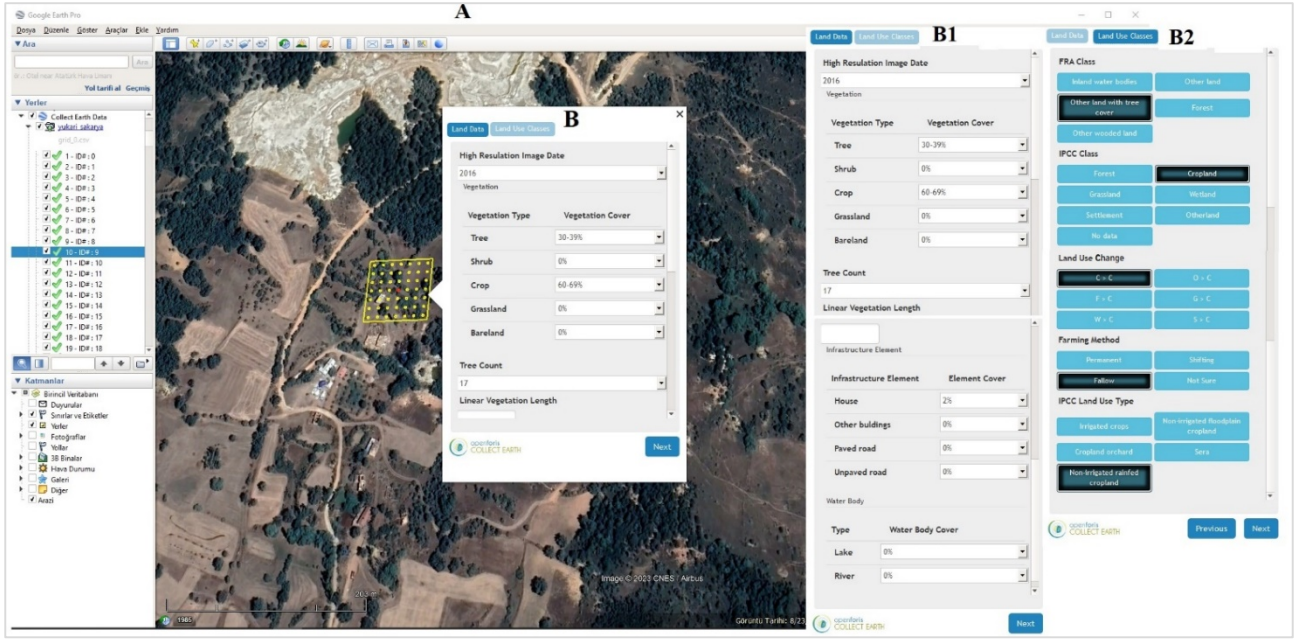 A
Google Earth Pro
Dosya Düzenle Göster Araçlar Ekle Yardım
Ara
Ara
Yol tarifi al Geçmiş
Yerler
Collect Earth Data
yukari sakarya
grid_0.csv
1 - ID# : 0
2 - ID# : 1
3 - ID# : 2
4 - ID# : 3
5 - ID# : 4
6 - ID# : 5
7 - ID# : 6
8 - ID# : 7
9 - ID# : 8
10 - ID# : 9
11 - ID# : 10
12 - ID# : 11
13 - ID# : 12
14 - ID# : 13
15 - ID# : 14
16 - ID# : 15
17 - ID# : 16
18 - ID# : 17
19 - ID# : 18
Katmanlar
Birincil Veritabanı
Duyurular
Sınırlar ve Etiketler
Yerler
Fotoğraflar
Yollar
3B Binalar
Hava Durumu
Galeri
Diğer
Arazi
1985
203 m
Image © 2023 CNES / Airbus
Görüntü Tarihi: 8/23
B
Land Data Land Use Classes
High Resulation Image Date
2016
Vegetation
Vegetation Type Vegetation Cover
Tree 30-39%
Shrub 0%
Crop 60-69%
Grassland 0%
Bareland 0%
Tree Count
17
Linear Vegetation Length
openforis
COLLECT EARTH
Next
B1
Land Data Land Use Classes
High Resulation Image Date
2016
Vegetation
Vegetation Type Vegetation Cover
Tree 30-39%
Shrub 0%
Crop 60-69%
Grassland 0%
Bareland 0%
Tree Count
17
Linear Vegetation Length
Infrastructure Element
Infrastructure Element Element Cover
House 2%
Other buldings 0%
Paved road 0%
Unpaved road 0%
Water Body
Type Water Body Cover
Lake 0%
River 0%
openforis
COLLECT EARTH
Next
B2
Land Data Land Use Classes
FRA Class
Inland water bodies Other land
Other land with tree cover Forest
Other wooded land
IPCC Class
Forest Cropland
Grassland Wetland
Settlement Otherland
No data
Land Use Change
C > C O > C
F > C G > C
W > C S > C
Farming Method
Permanent Shifting
Fallow Not Sure
IPCC Land Use Type
Irrigated crops Non-irrigated floodplain cropland
Cropland orchard Sera
Non-irrigated rainfed cropland
openforis
COLLECT EARTH
Previous Next